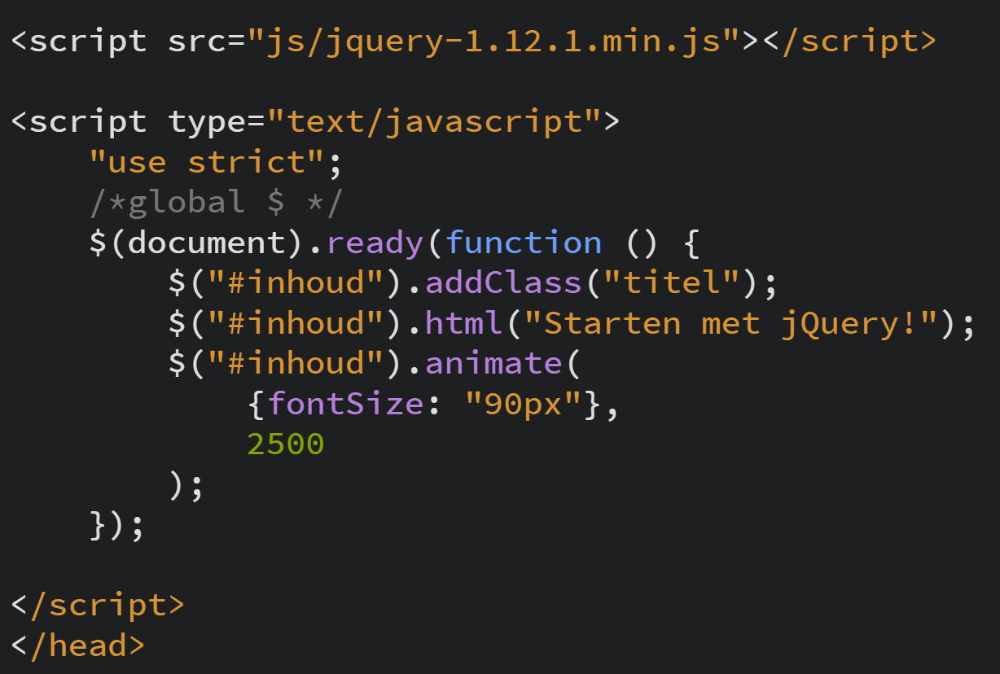 <script src="js/jquery-1.12.1.min.js"></script>
<script type="text/javascript">
"use strict";
/*global $ */
$(document).ready(function () {
$("#inhoud").addClass("titel");
$("#inhoud").html("Starten met jQuery!");
$("#inhoud").animate(
{fontSize: "90px"},
2500
);
});
</script>
</head>